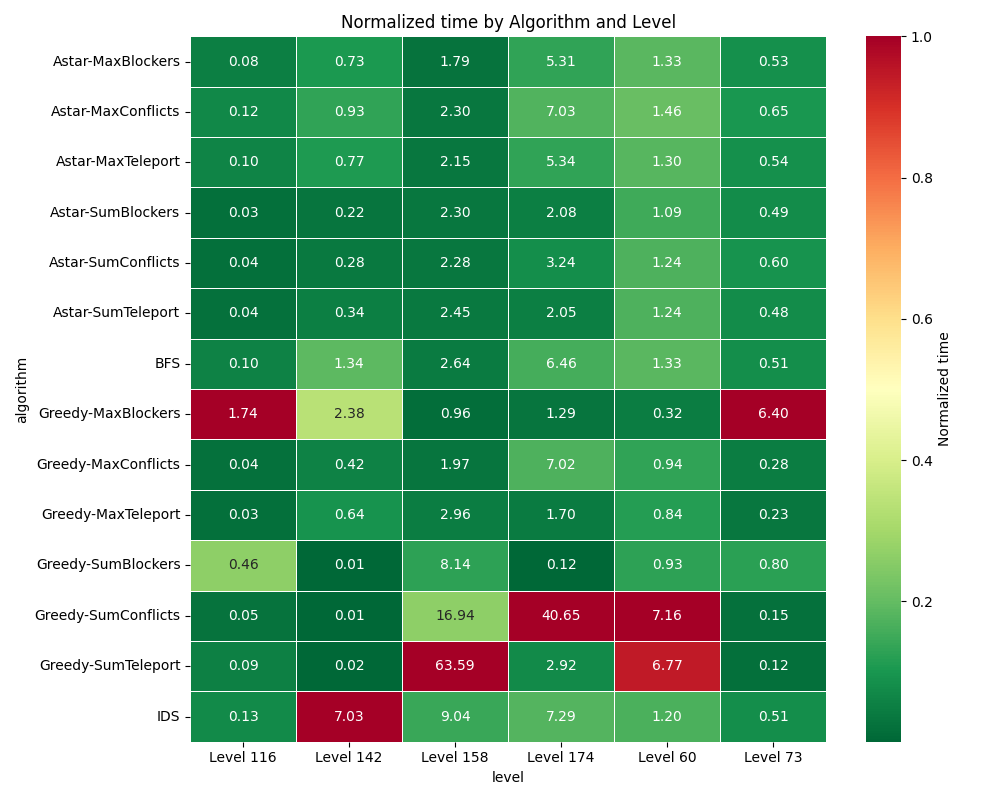 Normalized time by Algorithm and Level
algorithm
Astar-MaxBlockers 0.08 0.73 1.79 5.31 1.33 0.53
Astar-MaxConflicts 0.12 0.93 2.30 7.03 1.46 0.65
Astar-MaxTeleport 0.10 0.77 2.15 5.34 1.30 0.54
Astar-SumBlockers 0.03 0.22 2.30 2.08 1.09 0.49
Astar-SumConflicts 0.04 0.28 2.28 3.24 1.24 0.60
Astar-SumTeleport 0.04 0.34 2.45 2.05 1.24 0.48
BFS 0.10 1.34 2.64 6.46 1.33 0.51
Greedy-MaxBlockers 1.74 2.38 0.96 1.29 0.32 6.40
Greedy-MaxConflicts 0.04 0.42 1.97 7.02 0.94 0.28
Greedy-MaxTeleport 0.03 0.64 2.96 1.70 0.84 0.23
Greedy-SumBlockers 0.46 0.01 8.14 0.12 0.93 0.80
Greedy-SumConflicts 0.05 0.01 16.94 40.65 7.16 0.15
Greedy-SumTeleport 0.09 0.02 63.59 2.92 6.77 0.12
IDS 0.13 7.03 9.04 7.29 1.20 0.51
Level 116 Level 142 Level 158 Level 174 Level 60 Level 73
level
1.0
0.8
0.6
0.4
0.2
Normalized time